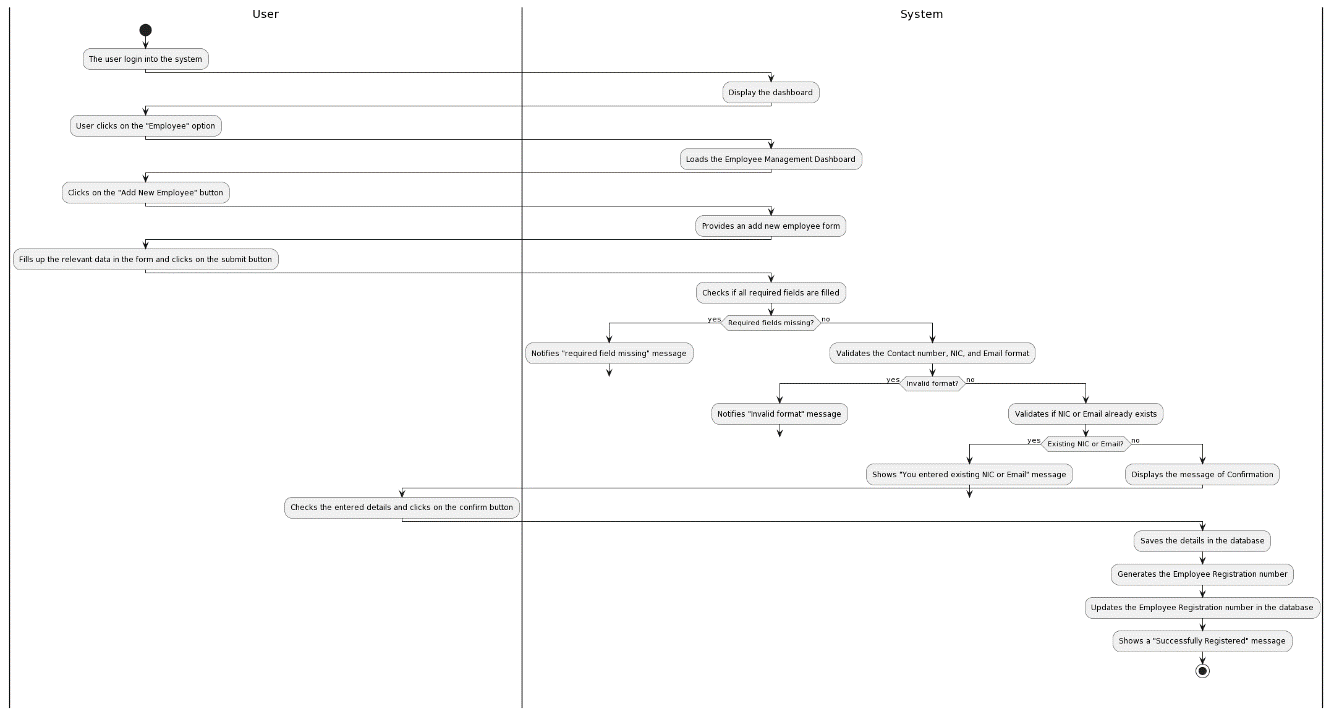 User
System
The user login into the system
Display the dashboard
User clicks on the "Employee" option
Loads the Employee Management Dashboard
Clicks on the "Add New Employee" button
Provides an add new employee form
Fills up the relevant data in the form and clicks on the submit button
Checks if all required fields are filled
yes
Required fields missing?
no
Notifies "required field missing" message
Validates the Contact number, NIC, and Email format
yes
Invalid format?
no
Notifies "Invalid format" message
Validates if NIC or Email already exists
yes
Existing NIC or Email?
no
Shows "You entered existing NIC or Email" message
Displays the message of Confirmation
Checks the entered details and clicks on the confirm button
Saves the details in the database
Generates the Employee Registration number
Updates the Employee Registration number in the database
Shows a "Successfully Registered" message